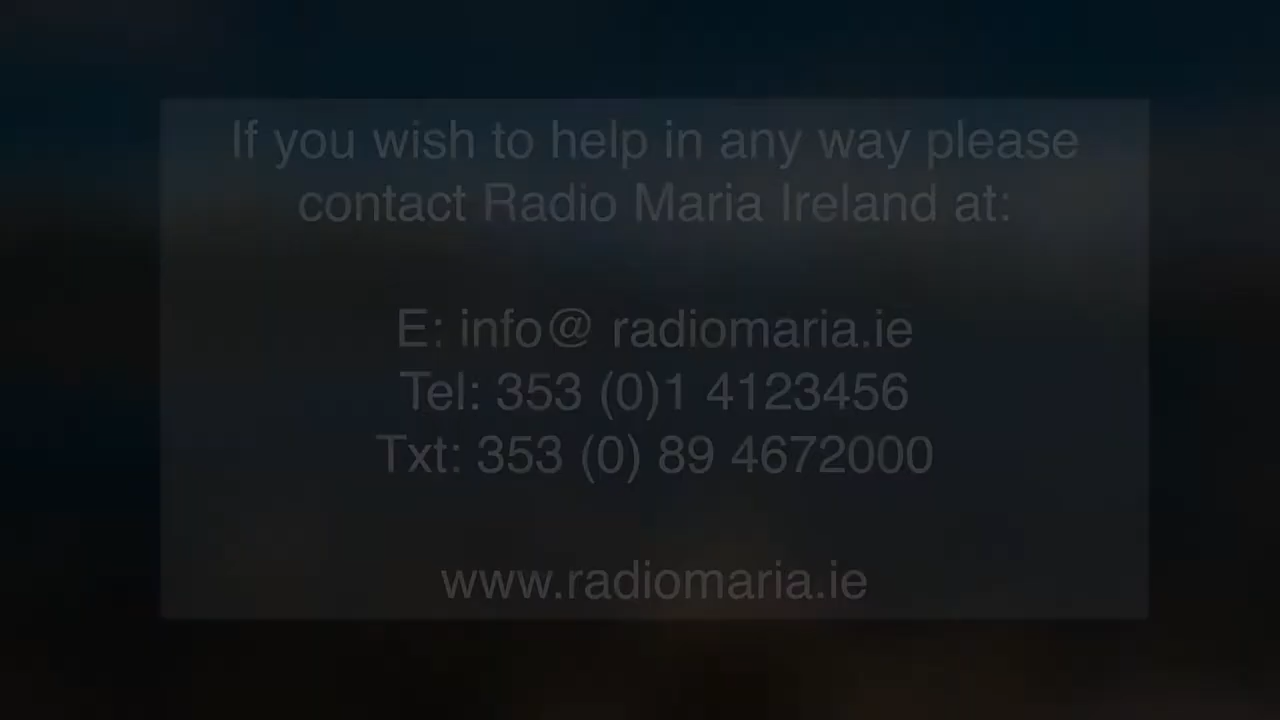 If you wish to help in any way please
contact Radio Maria Ireland at:
E: info@ radiomaria.ie
Tel: 353 (0)1 4123456
Txt: 353 (0) 89 4672000
www.radiomaria.ie